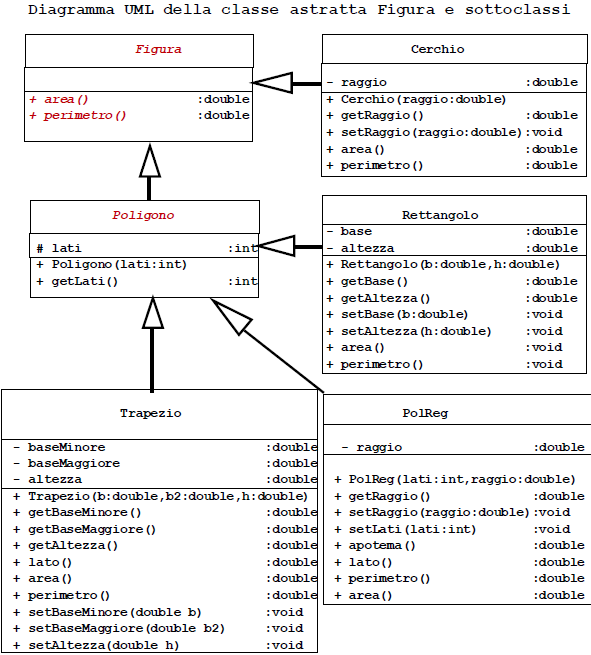 Diagramma UML della classe astratta Figura e sottoclassi
Figura
+ area() :double
+ perimetro() :double
Cerchio
- raggio :double
+ Cerchio(raggio:double)
+ getRaggio() :double
+ setRaggio(raggio:double):void
+ area() :double
+ perimetro() :double
Poligono
# lati :int
+ Poligono(lati:int)
+ getLati() :int
Rettangolo
- base :double
- altezza :double
+ Rettangolo(b:double,h:double)
+ getBase() :double
+ getAltezza() :double
+ setBase(b:double) :void
+ setAltezza(h:double) :void
+ area() :void
+ perimetro() :void
Trapezio
- baseMinore :double
- baseMaggiore :double
- altezza :double
+ Trapezio(b:double,b2:double,h:double)
+ getBaseMinore() :double
+ getBaseMaggiore() :double
+ getAltezza() :double
+ lato() :double
+ area() :double
+ perimetro() :double
+ setBaseMinore(double b) :void
+ setBaseMaggiore(double b2) :void
+ setAltezza(double h) :void
PolReg
- raggio :double
+ PolReg(lati:int,raggio:double)
+ getRaggio() :double
+ setRaggio(raggio:double):void
+ setLati(lati:int) :void
+ apotema() :double
+ lato() :double
+ perimetro() :double
+ area() :double